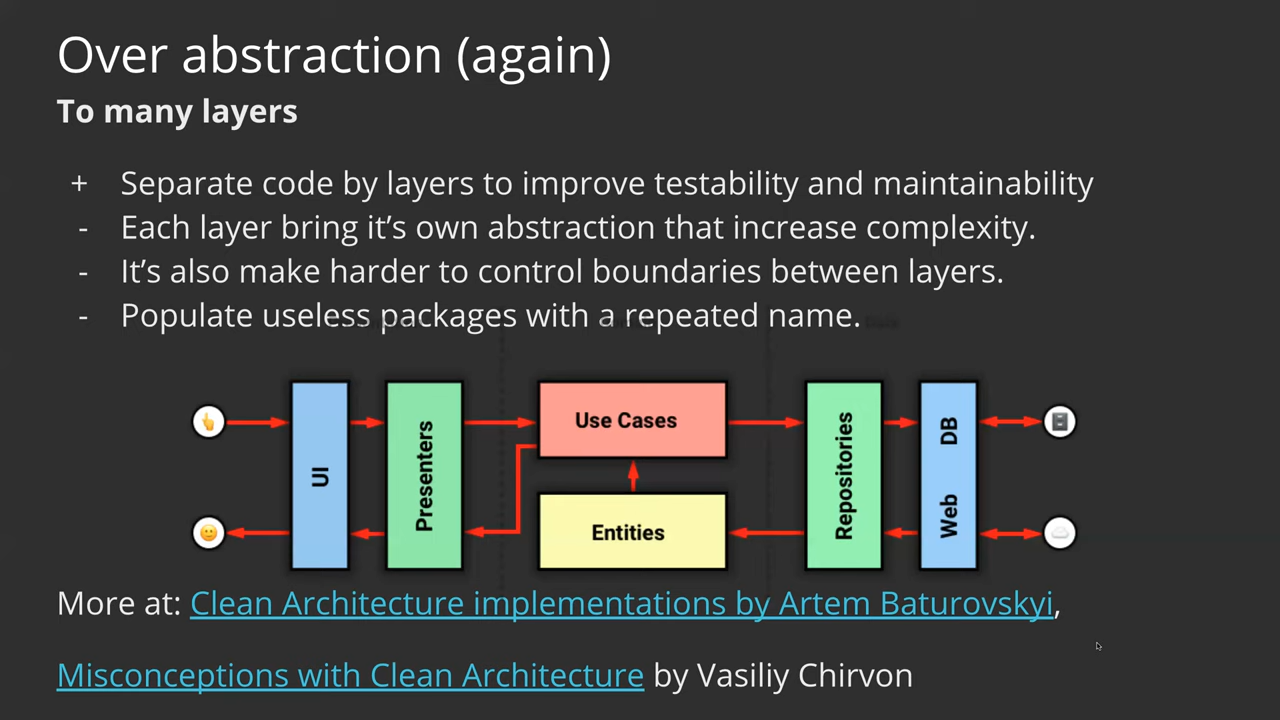 Over abstraction (again)
To many layers
+ Separate code by layers to improve testability and maintainability
- Each layer bring it’s own abstraction that increase complexity.
- It’s also make harder to control boundaries between layers.
- Populate useless packages with a repeated name.
UI
Presenters
Use Cases
Entities
Repositories
DB
Web
More at: Clean Architecture implementations by Artem Baturovskyi,
Misconceptions with Clean Architecture by Vasiliy Chirvon